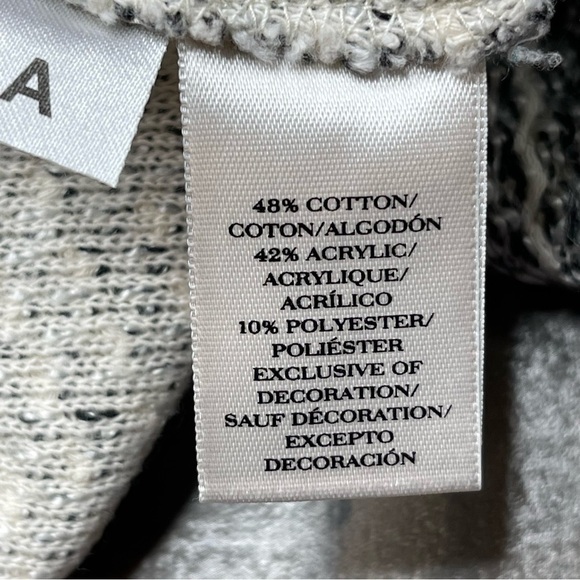 A
48% COTTON/
COTON/ALGODÓN
42% ACRYLIC/
ACRYLIQUE/
ACRÍLICO
10% POLYESTER/
POLIÉSTER
EXCLUSIVE OF
DECORATION/
SAUF DÉCORATION/
EXCEPTO
DECORACIÓN